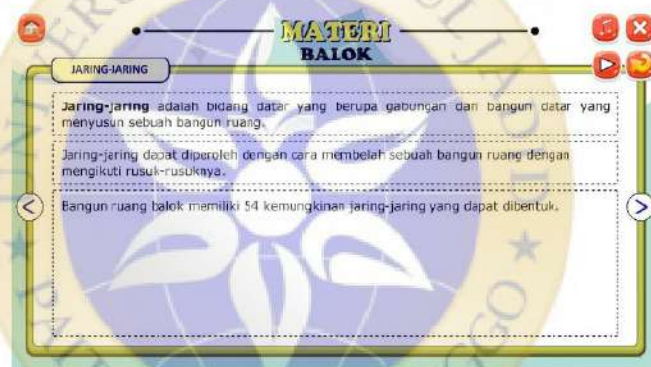 MATERI
BALOK
JARING-JARING
Jaring-jaring adalah bidang datar yang berupa gabungan dari bangun datar yang
menyusun sebuah bangun ruang.
Jaring-jaring dapat diperoleh dengan cara membelah sebuah bangun ruang dengan
mengikuti rusuk-rusuknya.
Bangun ruang balok memiliki 54 kemungkinan jaring-jaring yang dapat dibentuk.